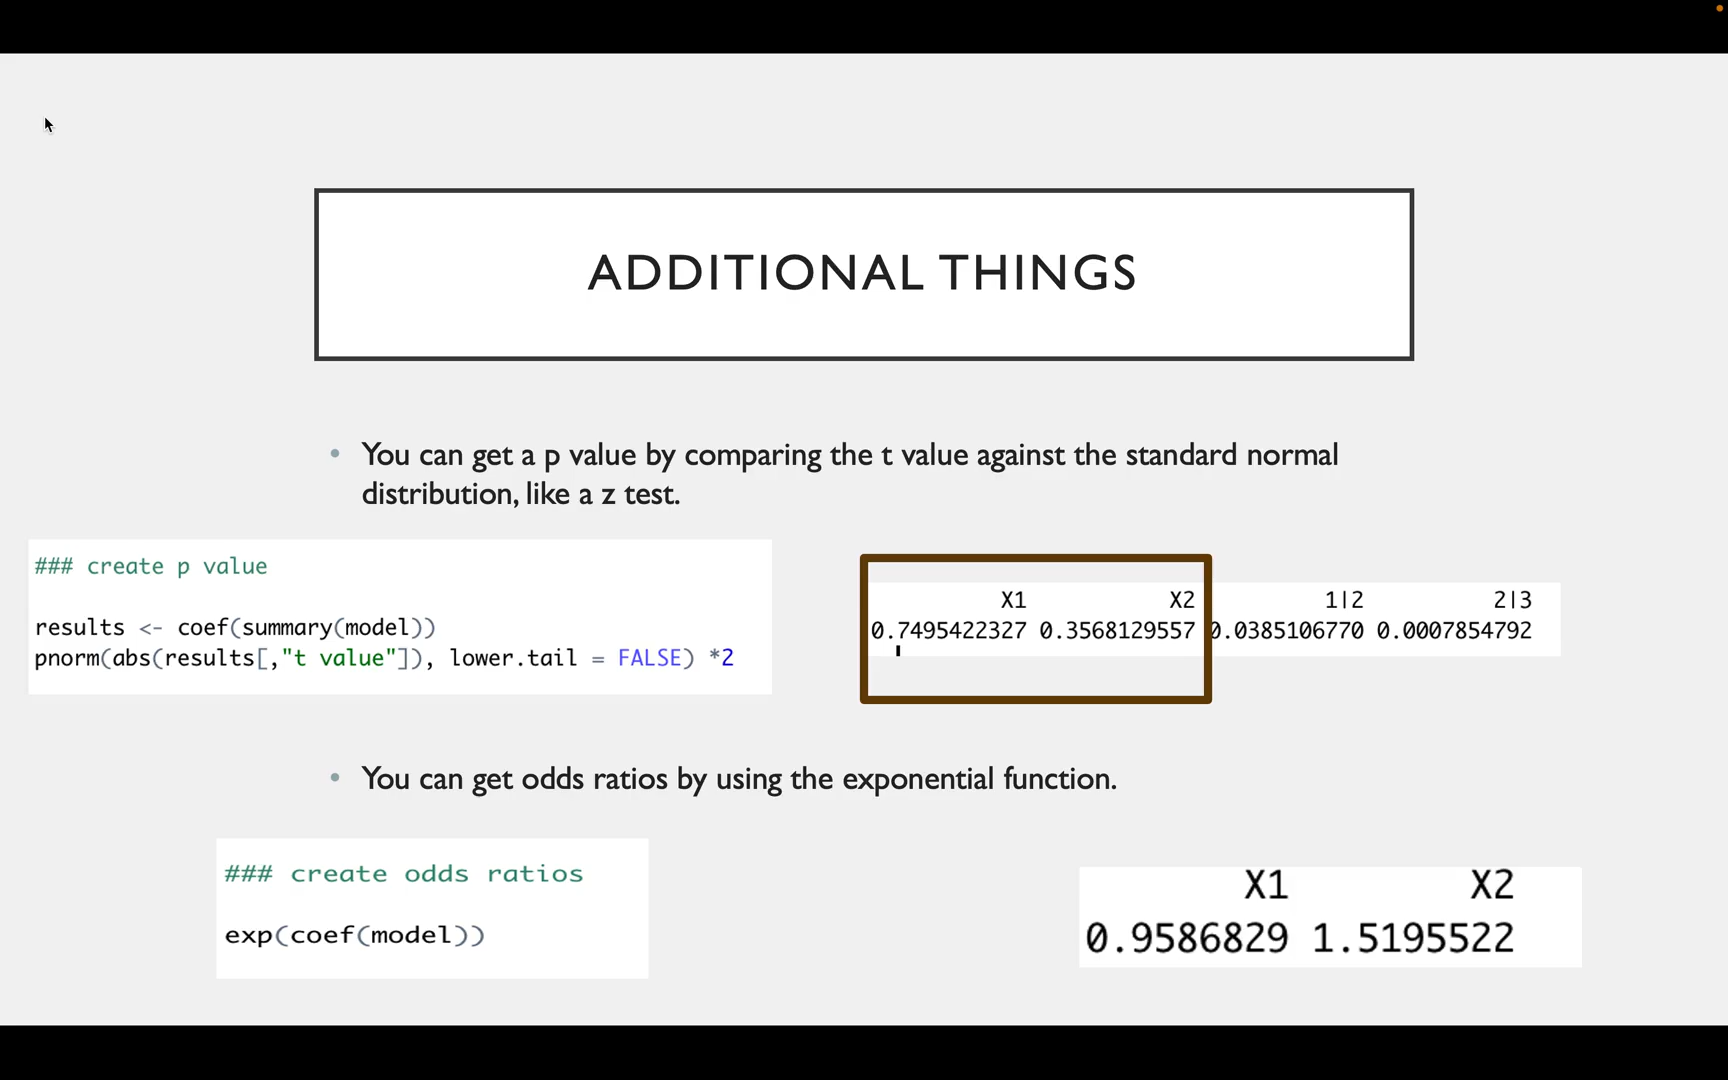 ADDITIONAL THINGS
• You can get a p value by comparing the t value against the standard normal
distribution, like a z test.
### create p value
results <- coef(summary(model))
pnorm(abs(results[,"t value"]), lower.tail = FALSE) *2
X1 X2 1|2 2|3
0.7495422327 0.3568129557 0.0385106770 0.0007854792
• You can get odds ratios by using the exponential function.
### create odds ratios
exp(coef(model))
X1 X2
0.9586829 1.5195522